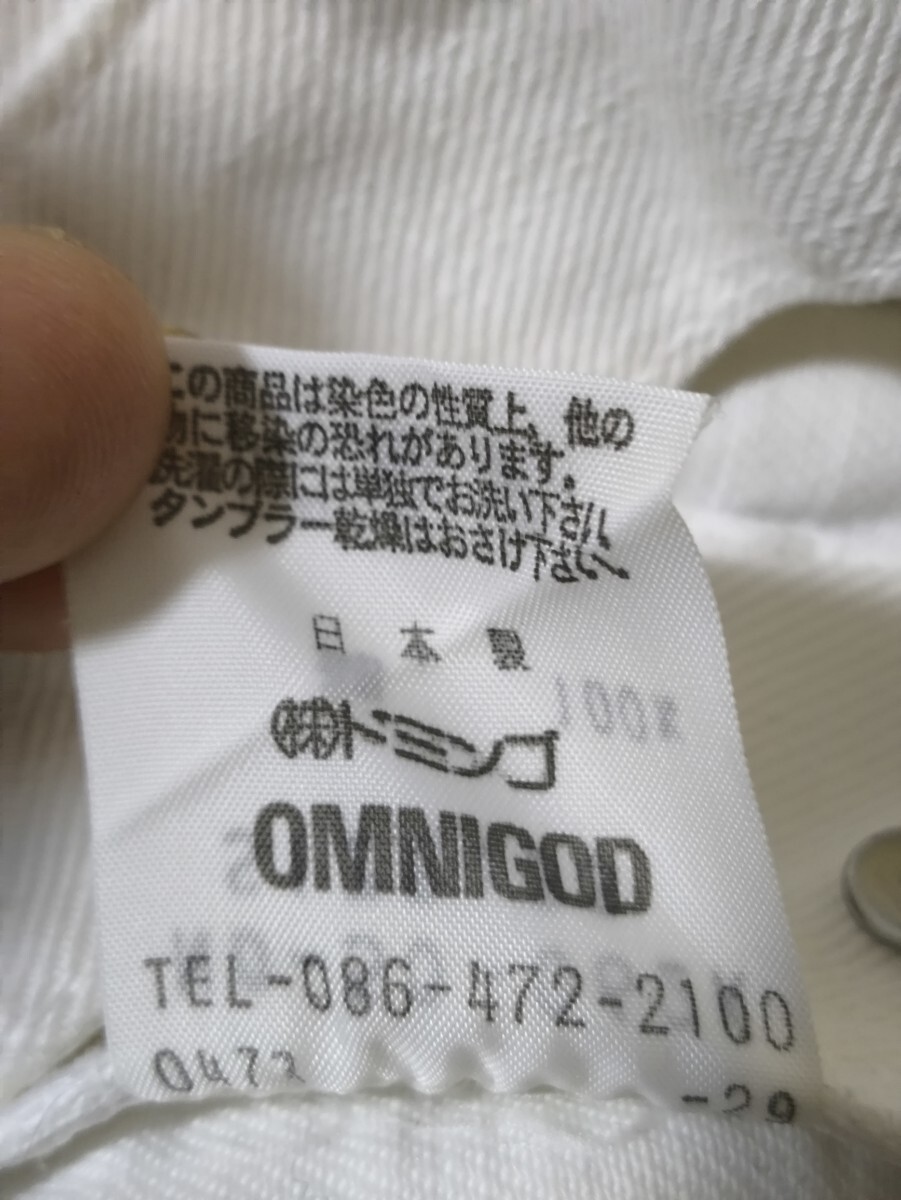 この商品は染色の性質上、他の
物に移染の恐れがあります。
洗濯の際には単独でお洗い下さい。
タンブラー乾燥はおさけ下さい。
日本製
㈱ドミンゴ
OMNIGOD
TEL-086-472-2100
100%